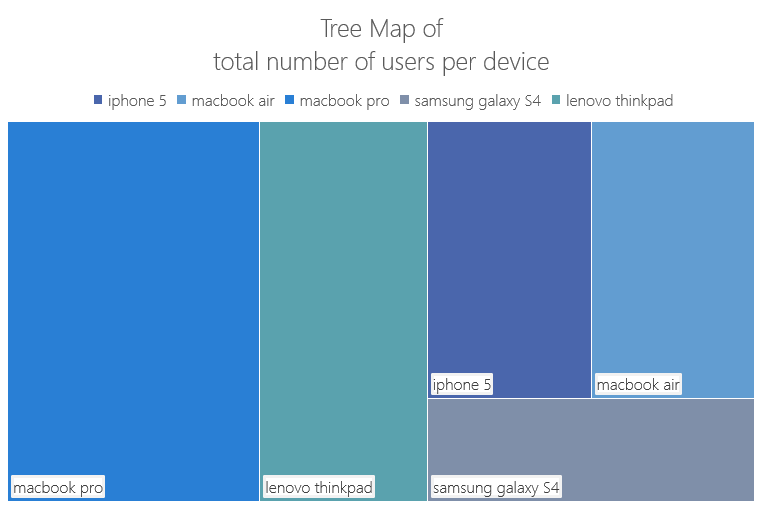 Tree Map of
total number of users per device
iphone 5 macbook air macbook pro samsung galaxy S4 lenovo thinkpad
iphone 5 macbook air
macbook pro lenovo thinkpad samsung galaxy S4